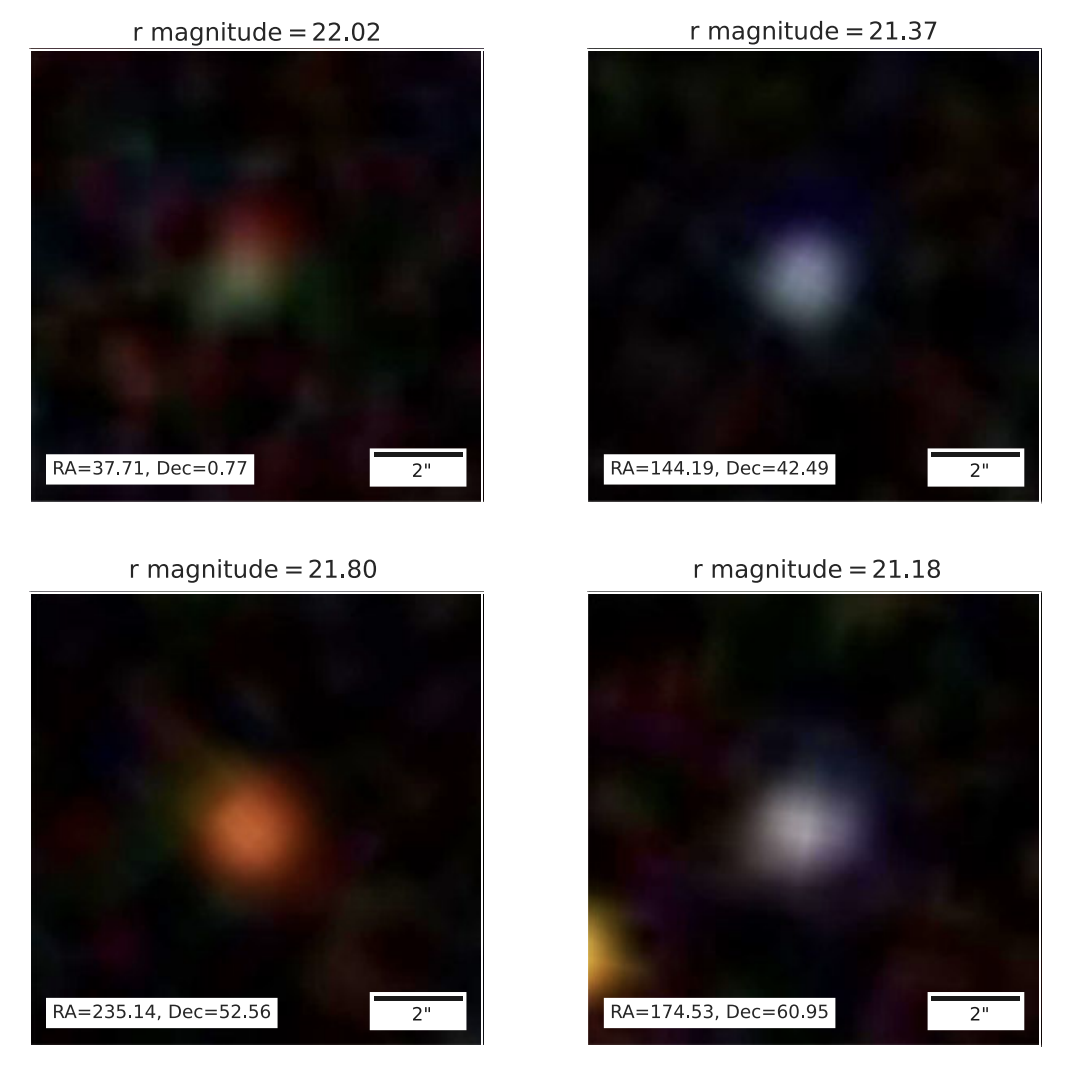 r magnitude = 22.02
r magnitude = 21.37
RA=37.71, Dec=0.77
2"
RA=144.19, Dec=42.49
2"
r magnitude = 21.80
r magnitude = 21.18
RA=235.14, Dec=52.56
2"
RA=174.53, Dec=60.95
2"